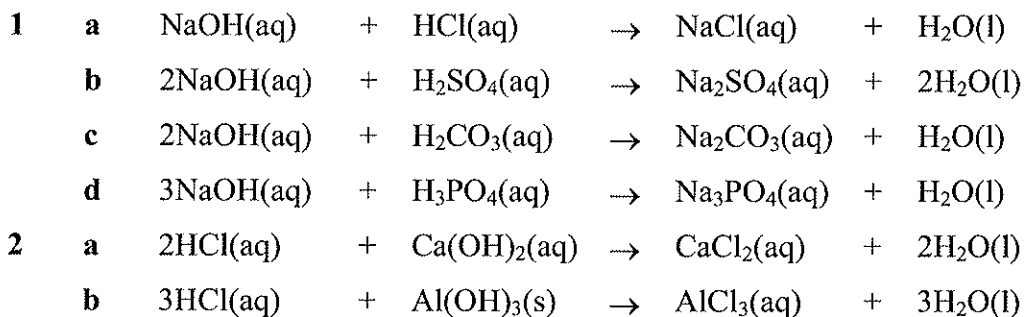 1 a NaOH(aq) + HCl(aq) → NaCl(aq) + H₂O(l)
b 2NaOH(aq) + H₂SO₄(aq) → Na₂SO₄(aq) + 2H₂O(l)
c 2NaOH(aq) + H₂CO₃(aq) → Na₂CO₃(aq) + H₂O(l)
d 3NaOH(aq) + H₃PO₄(aq) → Na₃PO₄(aq) + H₂O(l)
2 a 2HCl(aq) + Ca(OH)₂(aq) → CaCl₂(aq) + 2H₂O(l)
b 3HCl(aq) + Al(OH)₃(s) → AlCl₃(aq) + 3H₂O(l)